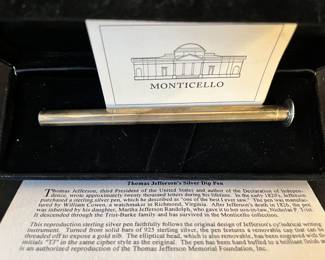 MONTICELLO
Thomas Jefferson's Silver Dip Pen
Thomas Jefferson, third President of the United States and author of the Declaration of Indepen-
dence, wrote approximately twenty thousand letters during his lifetime. In the early 1820's, Jefferson
purchased a sterling silver pen, which he described as "one of the best I ever saw." The pen was manufac-
tured by William Cowan, a watchmaker in Richmond, Virginia. After Jefferson's death in 1826, the pen
was inherited by his daughter, Martha Jefferson Randolph, who gave it to her son-in-law, Nicholas P. Trist.
It descended through the Trist-Burke family and has survived in the Monticello collection.
This reproduction sterling silver pen faithfully follows the original design of Jefferson's cylindrical writing
instrument. Turned from solid bars of .925 sterling silver, the pen features a removable cap that can be
threaded off to expose a gold nib. The elliptical head, which is also removable, has been engraved with the
initials "TJ" in the same cipher style as the original. The pen has been hand buffed to a brilliant finish and
is an authorized reproduction of the Thomas Jefferson Memorial Foundation, Inc.